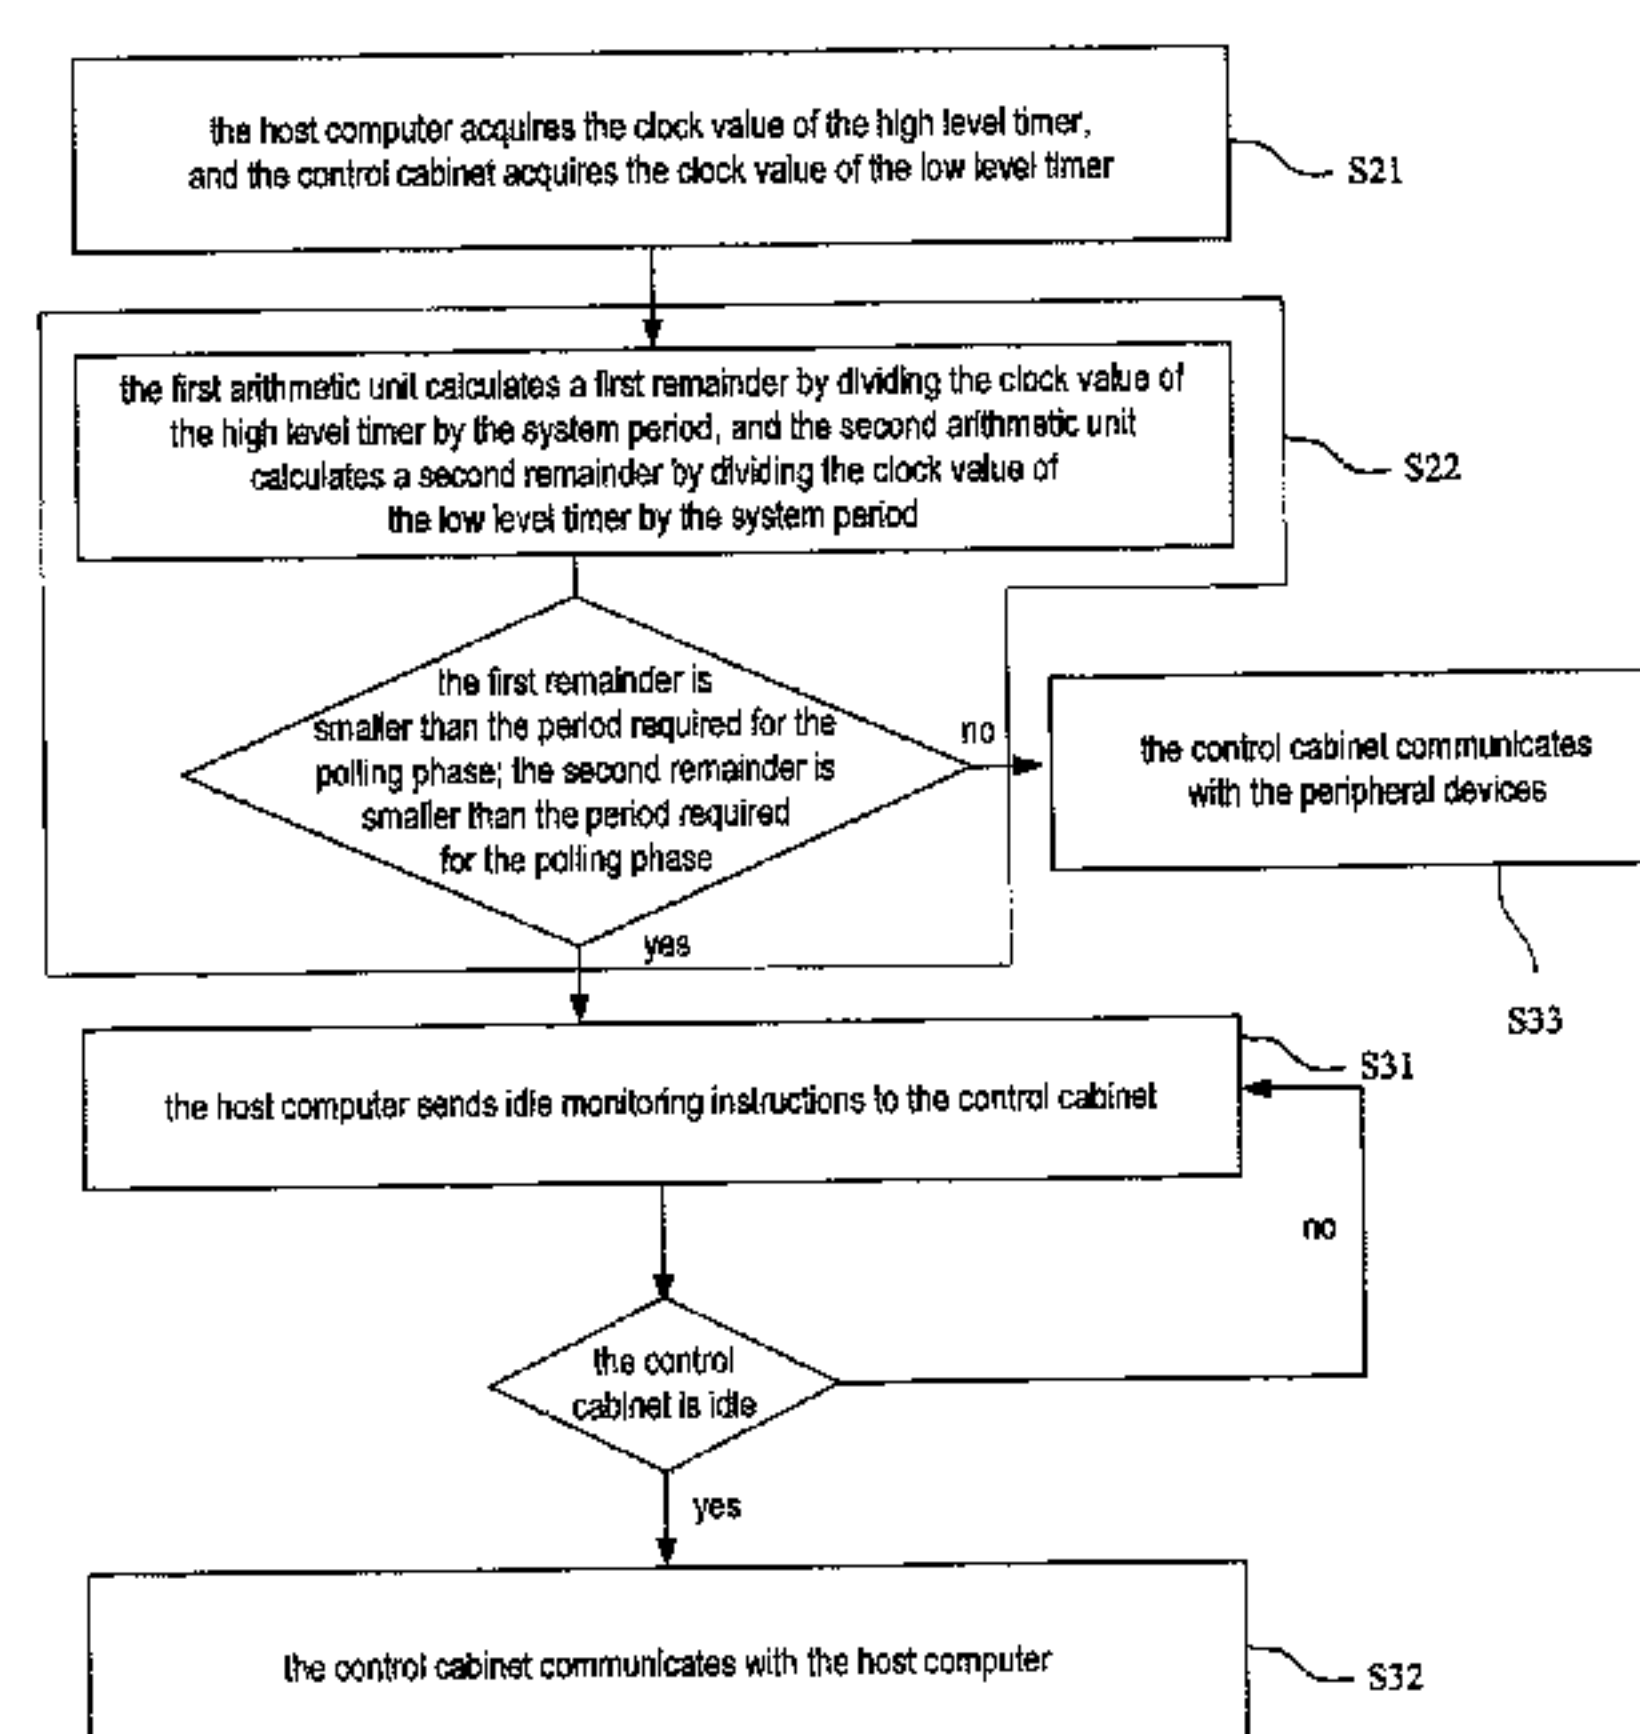 the host computer acquires the clock value of the high level timer,
and the control cabinet acquires the clock value of the low level timer
S21
the first arithmetic unit calculates a first remainder by dividing the clock value of
the high level timer by the system period, and the second arithmetic unit
calculates a second remainder by dividing the clock value of
the low level timer by the system period
S22
the first remainder is
smaller than the period required for the
polling phase; the second remainder is
smaller than the period required
for the polling phase
no
the control cabinet communicates
with the peripheral devices
yes
S33
S31
the host computer sends idle monitoring instructions to the control cabinet
no
the control
cabinet is idle
yes
the control cabinet communicates with the host computer
S32